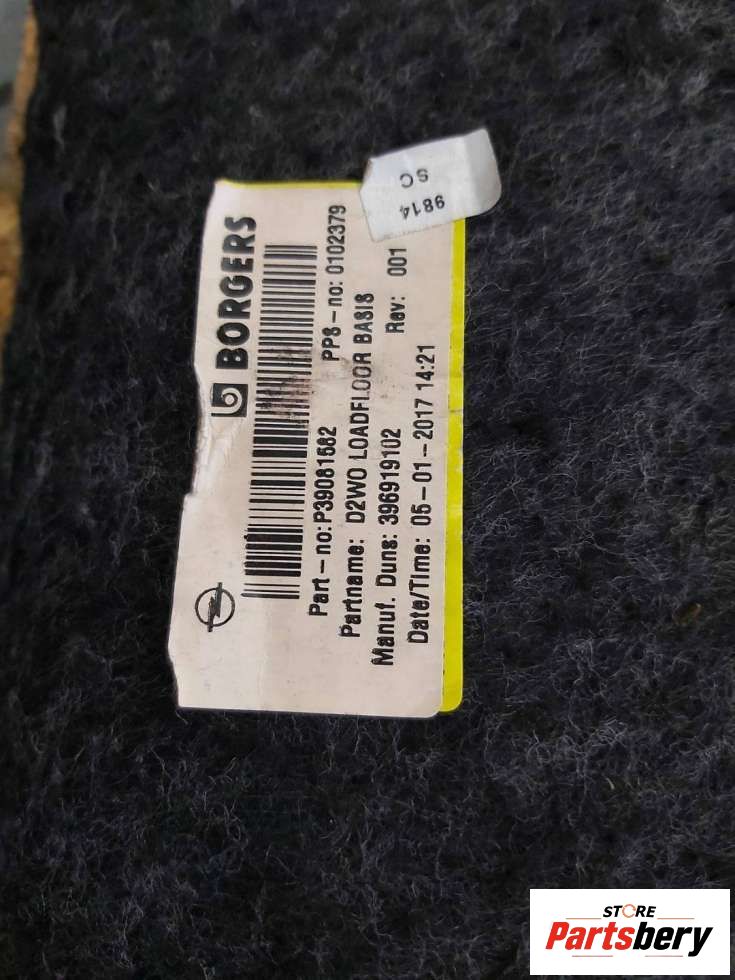 BORGERS
Part-no: P39081582 PPS-no: 0102379
Partname: D2WO LOADFLOOR BASIS
Manuf. Duns: 396919102 Rev: 001
Date/Time: 05-01-2017 14:21
9814
SC
STORE
Partsbery